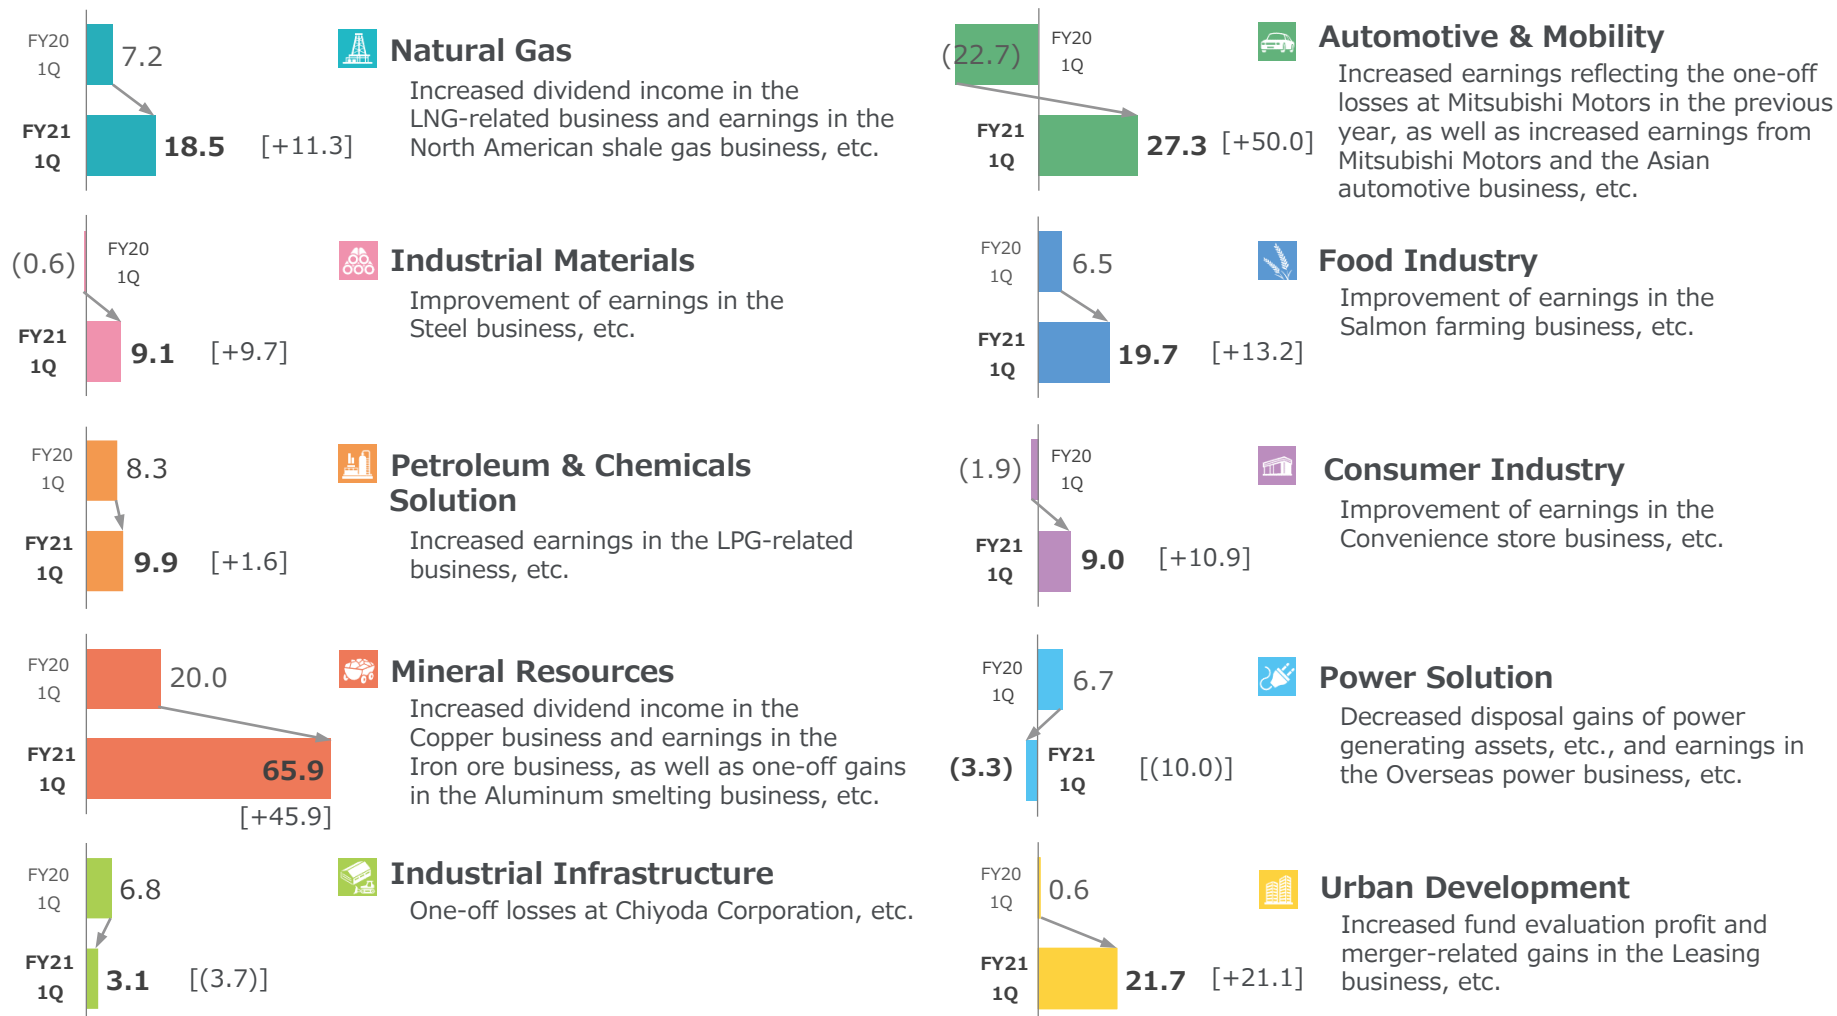 FY20
1Q
7.2
FY21
1Q
18.5 [+11.3]
Natural Gas
Increased dividend income in the
LNG-related business and earnings in the
North American shale gas business, etc.
(0.6)
FY20
1Q
FY21
1Q
9.1 [+9.7]
Industrial Materials
Improvement of earnings in the
Steel business, etc.
FY20
1Q
8.3
FY21
1Q
9.9 [+1.6]
Petroleum & Chemicals
Solution
Increased earnings in the LPG-related
business, etc.
FY20
1Q
20.0
FY21
1Q
65.9
[+45.9]
Mineral Resources
Increased dividend income in the
Copper business and earnings in the
Iron ore business, as well as one-off gains
in the Aluminum smelting business, etc.
FY20
1Q
6.8
FY21
1Q
3.1 [(3.7)]
Industrial Infrastructure
One-off losses at Chiyoda Corporation, etc.
(22.7)
FY20
1Q
FY21
1Q
27.3 [+50.0]
Automotive & Mobility
Increased earnings reflecting the one-off
losses at Mitsubishi Motors in the previous
year, as well as increased earnings from
Mitsubishi Motors and the Asian
automotive business, etc.
FY20
1Q
6.5
FY21
1Q
19.7 [+13.2]
Food Industry
Improvement of earnings in the
Salmon farming business, etc.
(1.9)
FY20
1Q
FY21
1Q
9.0 [+10.9]
Consumer Industry
Improvement of earnings in the
Convenience store business, etc.
FY20
1Q
6.7
(3.3)
FY21
1Q
[(10.0)]
Power Solution
Decreased disposal gains of power
generating assets, etc., and earnings in
the Overseas power business, etc.
FY20
1Q
0.6
FY21
1Q
21.7 [+21.1]
Urban Development
Increased fund evaluation profit and
merger-related gains in the Leasing
business, etc.